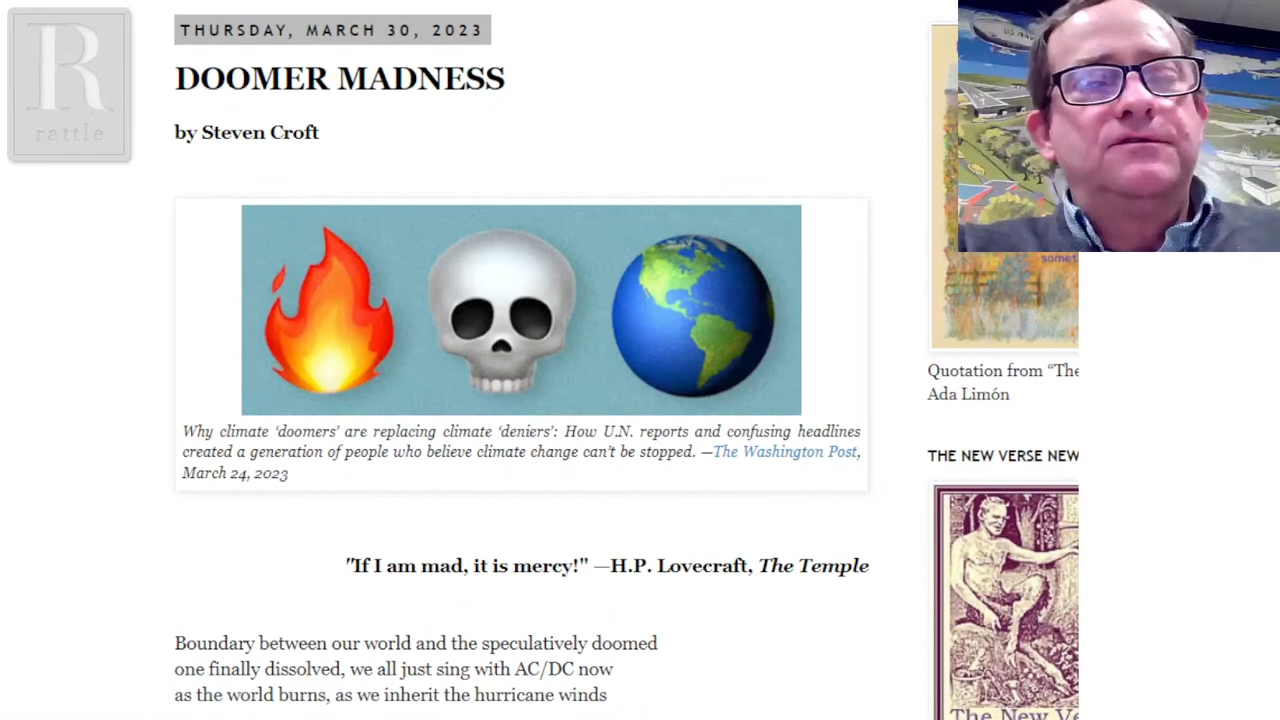 R
rattle
THURSDAY, MARCH 30, 2023
DOOMER MADNESS
by Steven Croft
Why climate ‘doomers’ are replacing climate ‘deniers’: How U.N. reports and confusing headlines
created a generation of people who believe climate change can’t be stopped. —The Washington Post,
March 24, 2023
"If I am mad, it is mercy!" —H.P. Lovecraft, The Temple
Boundary between our world and the speculatively doomed
one finally dissolved, we all just sing with AC/DC now
as the world burns, as we inherit the hurricane winds
US NAV
someti
Quotation from “The
Ada Limón
THE NEW VERSE NEW
The New Ve